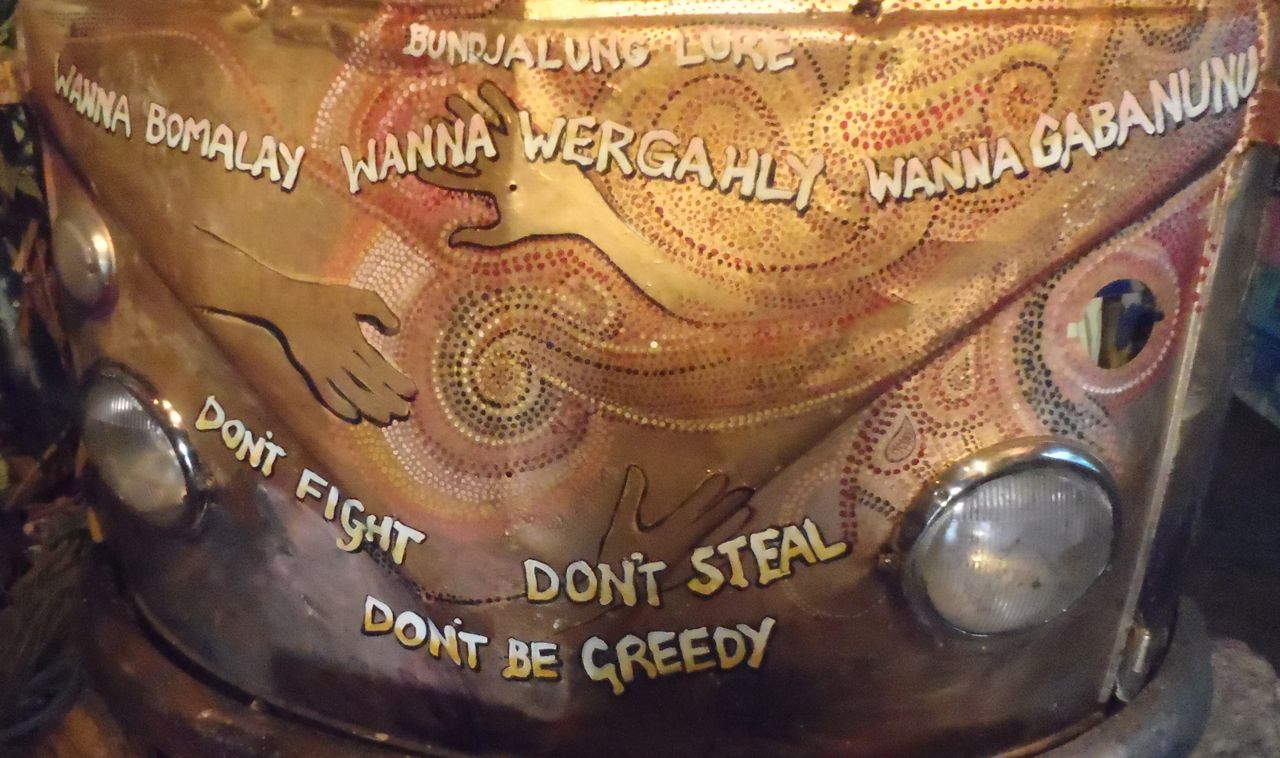 BUNDJALUNG LORE
WANNA BOMALAY WANNA WERGAHLY WANNA GABANUNU
DON'T FIGHT
DON'T STEAL
DON'T BE GREEDY